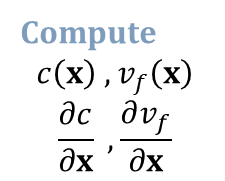 Compute
c(𝐱) , v_f(𝐱)
∂c/∂𝐱 , ∂v_f/∂𝐱